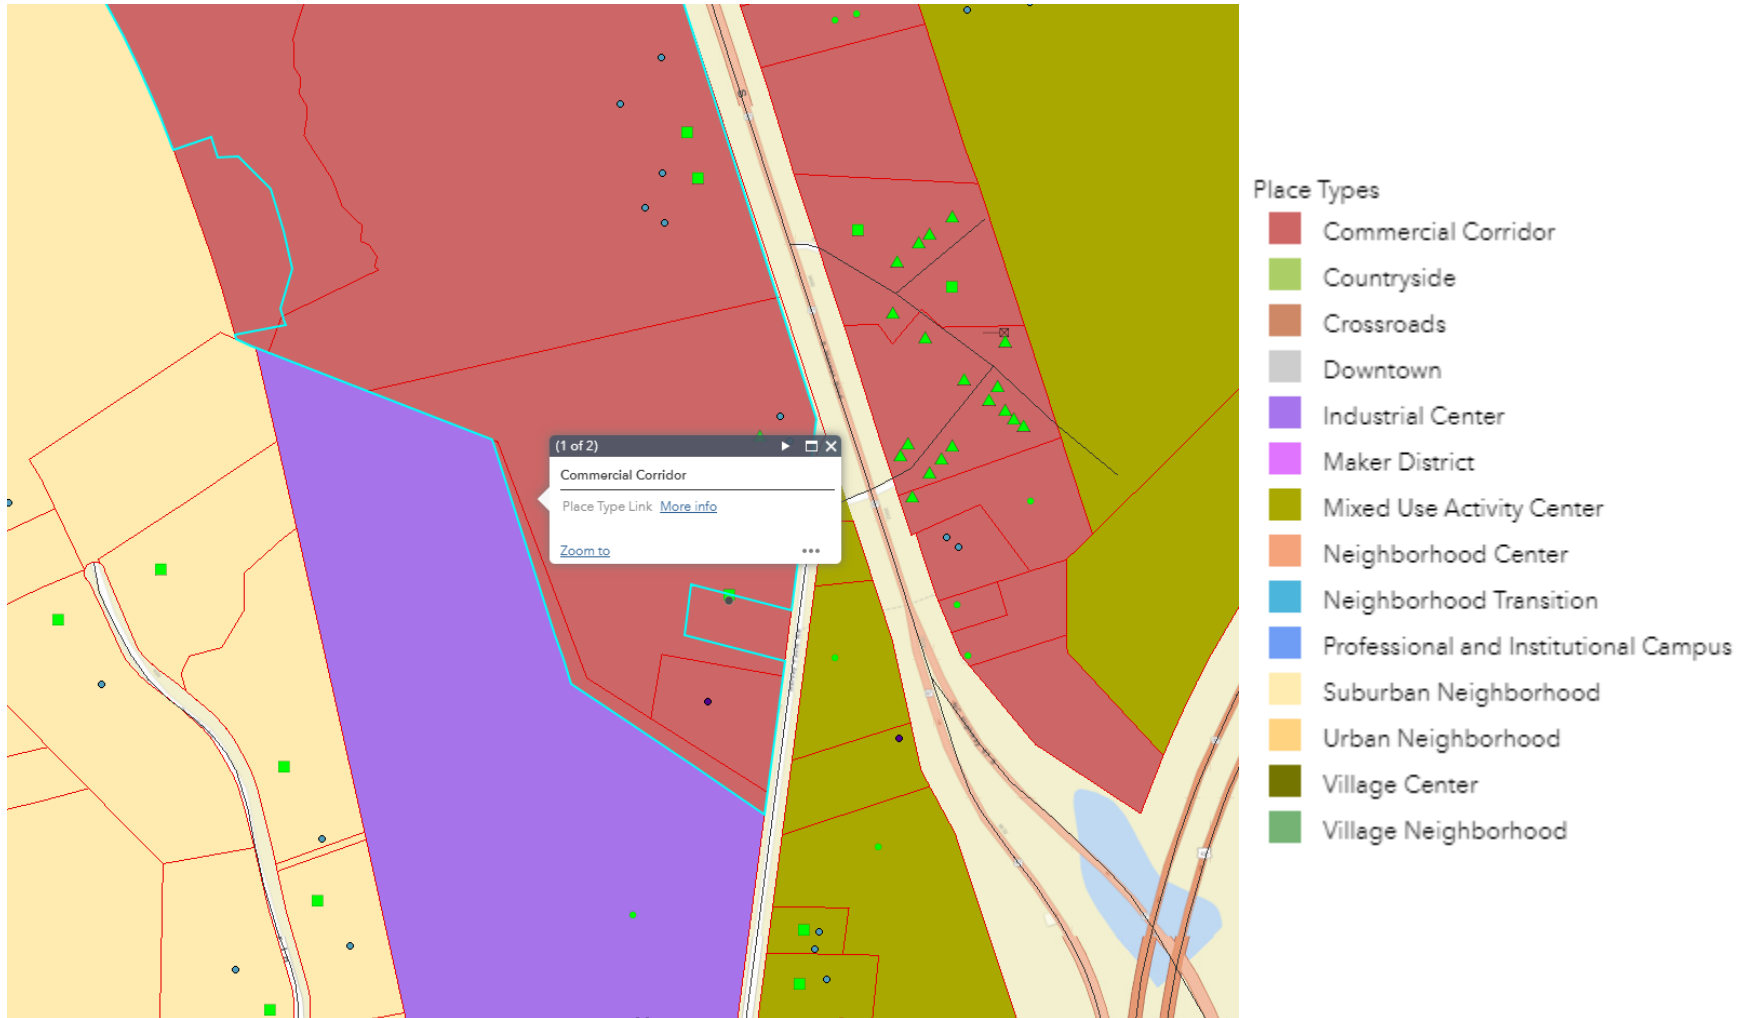 (1 of 2)
Commercial Corridor
Place Type Link More info
Zoom to
Place Types
Commercial Corridor
Countryside
Crossroads
Downtown
Industrial Center
Maker District
Mixed Use Activity Center
Neighborhood Center
Neighborhood Transition
Professional and Institutional Campus
Suburban Neighborhood
Urban Neighborhood
Village Center
Village Neighborhood